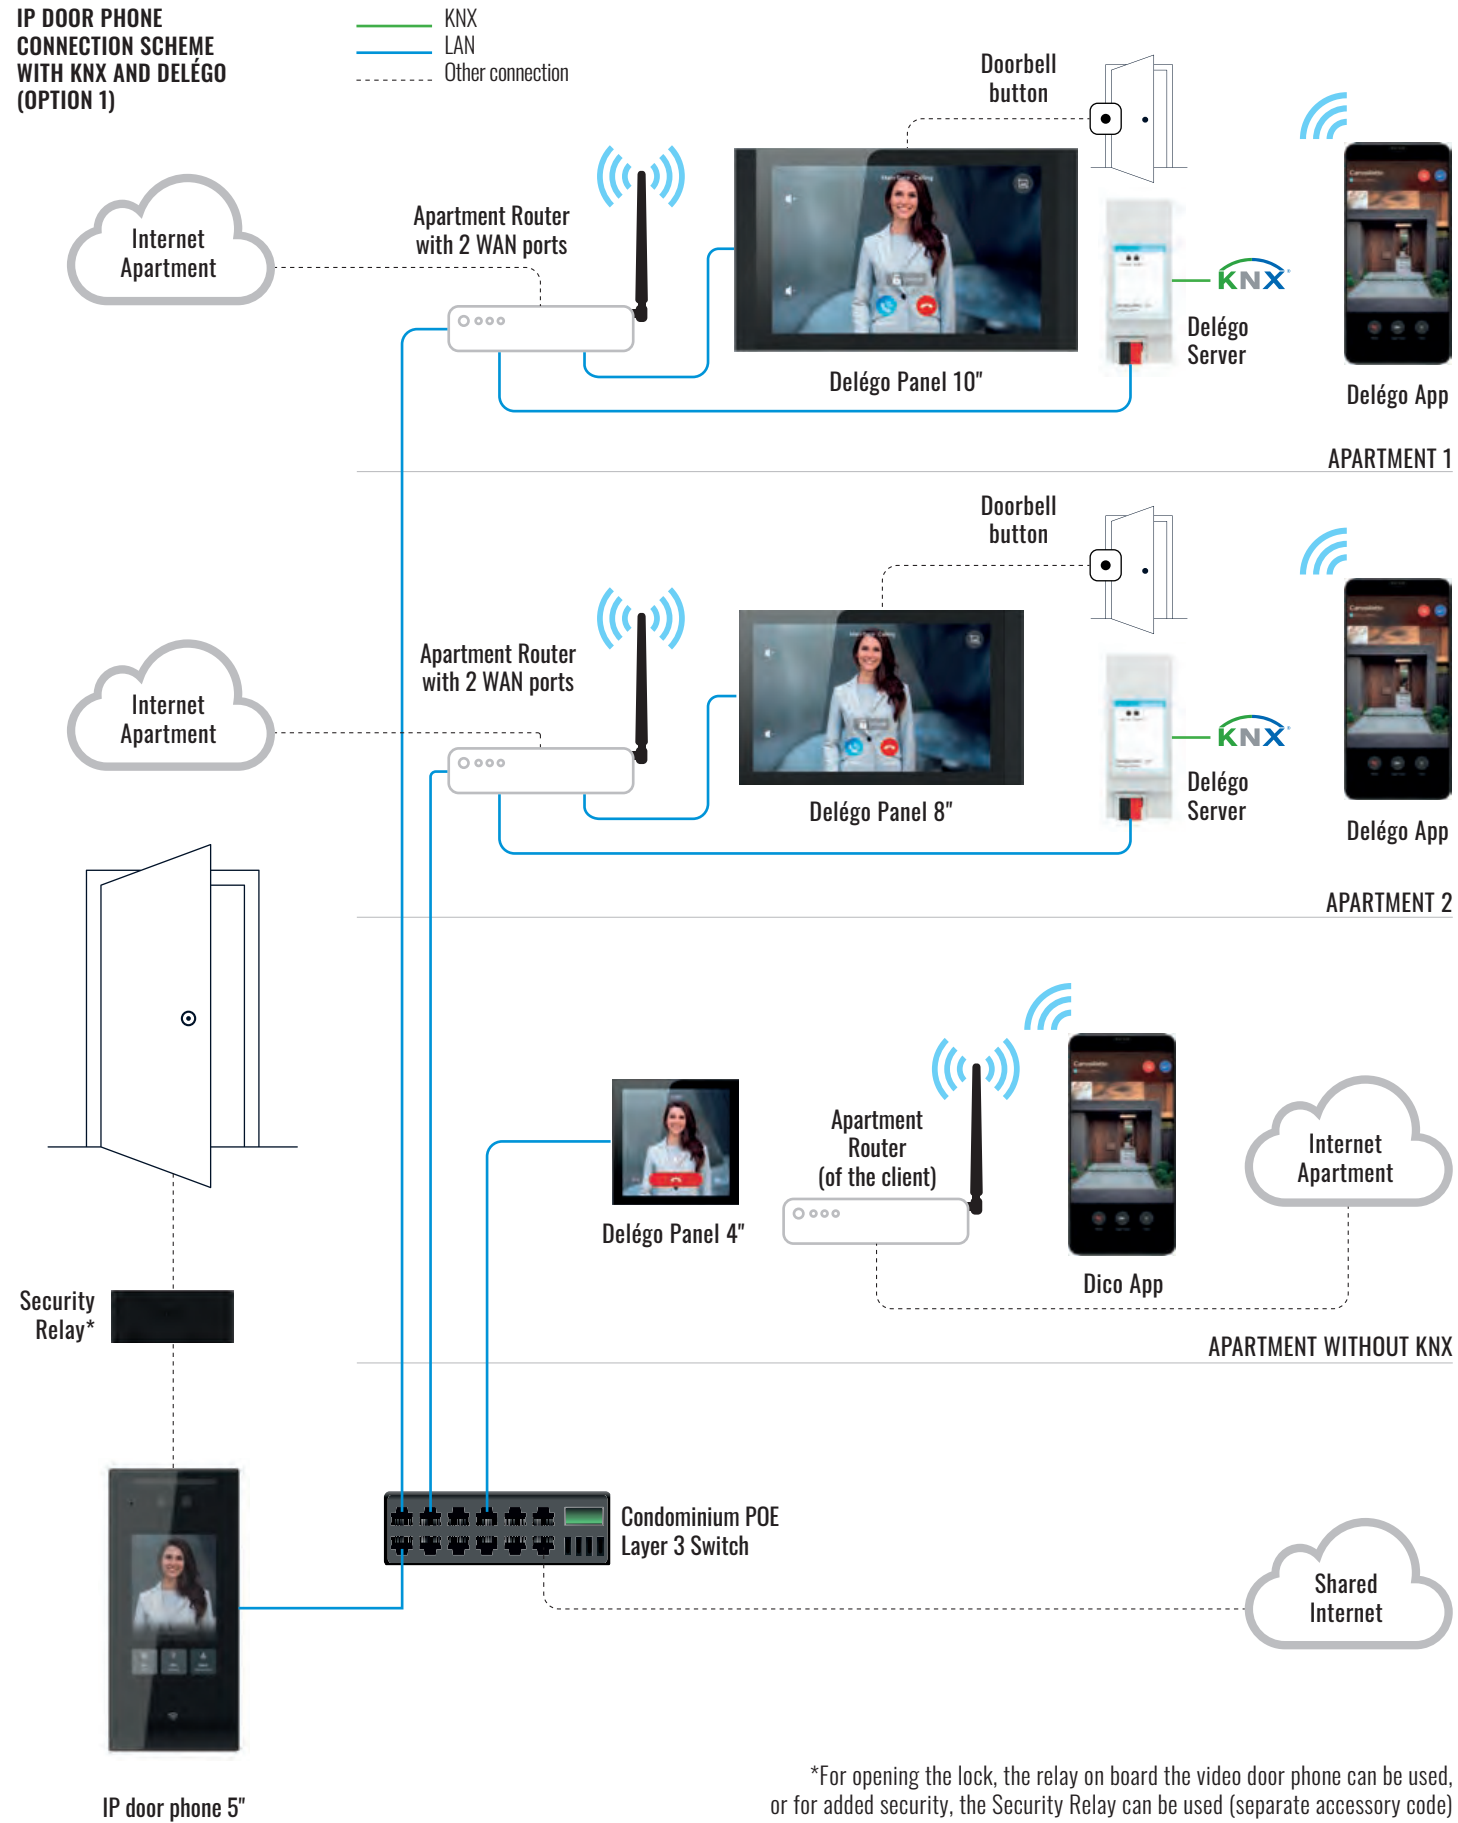 IP DOOR PHONE
CONNECTION SCHEME
WITH KNX AND DELÉGO
(OPTION 1)
KNX
LAN
Other connection
Doorbell
button
Internet
Apartment
Apartment Router
with 2 WAN ports
Calling
KNX
Delégo
Server
Delégo Panel 10"
Delégo App
APARTMENT 1
Doorbell
button
Internet
Apartment
Apartment Router
with 2 WAN ports
KNX
Delégo
Server
Delégo Panel 8"
Delégo App
APARTMENT 2
Apartment
Router
(of the client)
Internet
Apartment
Delégo Panel 4"
Dico App
Security
Relay*
APARTMENT WITHOUT KNX
Condominium POE
Layer 3 Switch
Shared
Internet
IP door phone 5"
*For opening the lock, the relay on board the video door phone can be used,
or for added security, the Security Relay can be used (separate accessory code)